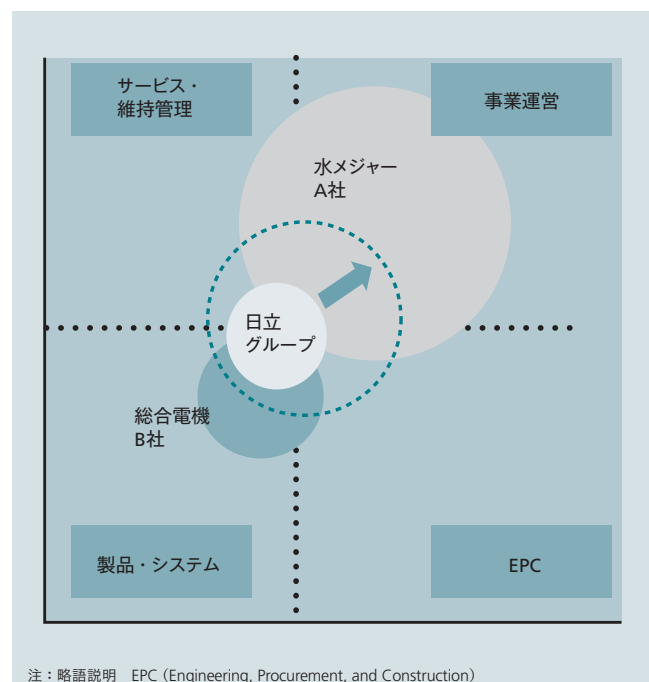 サービス・
維持管理
事業運営
水メジャー
A社
日立
グループ
総合電機
B社
製品・システム
EPC
注：略語説明　EPC（Engineering, Procurement, and Construction）